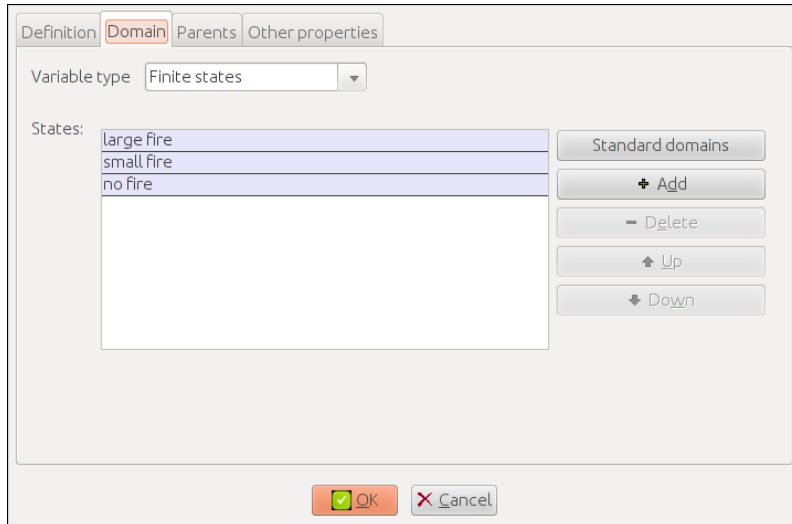 Definition Domain Parents Other properties
Variable type Finite states
States:
large fire
small fire
no fire
Standard domains
Add
Delete
Up
Down
OK Cancel